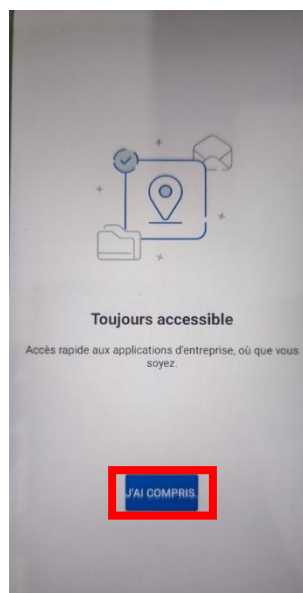 Toujours accessible
Accès rapide aux applications d'entreprise, où que vous
soyez.
J'AI COMPRIS.